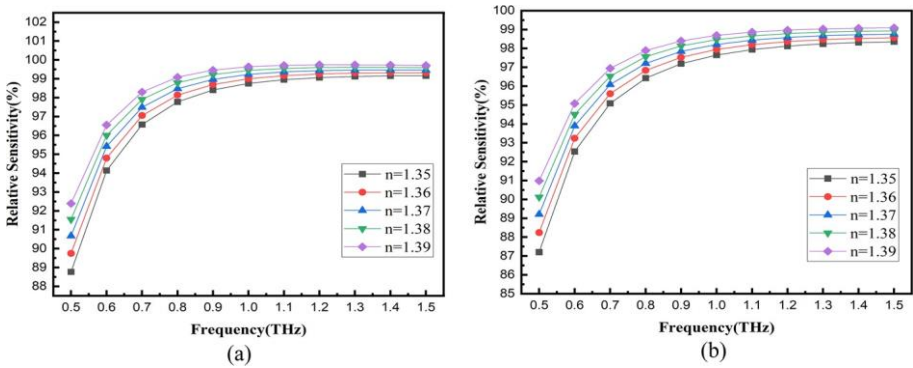 102
101
100
99
98
97
96
95
94
93
92
91
90
89
88
Relative Sensitivity(%)
n=1.35
n=1.36
n=1.37
n=1.38
n=1.39
0.5 0.6 0.7 0.8 0.9 1.0 1.1 1.2 1.3 1.4 1.5
Frequency(THz)
(a)
100
99
98
97
96
95
94
93
92
91
90
89
88
87
86
85
Relative Sensitivity(%)
n=1.35
n=1.36
n=1.37
n=1.38
n=1.39
0.5 0.6 0.7 0.8 0.9 1.0 1.1 1.2 1.3 1.4 1.5
Frequency(THz)
(b)